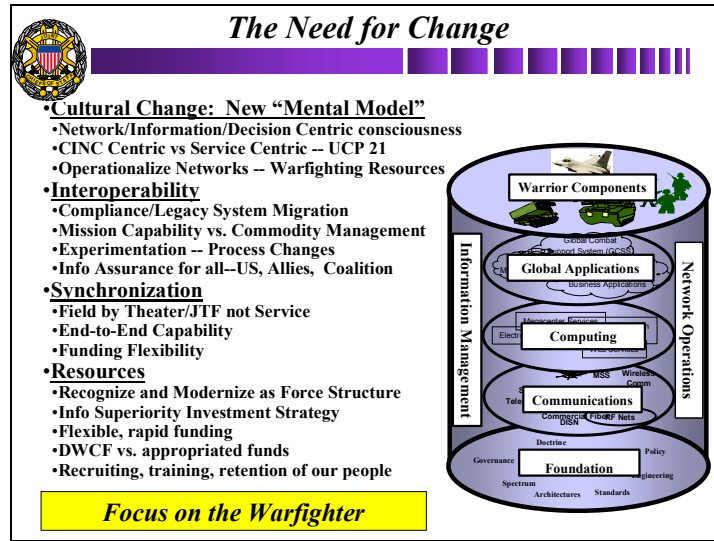 The Need for Change
•Cultural Change: New “Mental Model”
•Network/Information/Decision Centric consciousness
•CINC Centric vs Service Centric -- UCP 21
•Operationalize Networks -- Warfighting Resources
•Interoperability
•Compliance/Legacy System Migration
•Mission Capability vs. Commodity Management
•Experimentation -- Process Changes
•Info Assurance for all--US, Allies, Coalition
•Synchronization
•Field by Theater/JTF not Service
•End-to-End Capability
•Funding Flexibility
•Resources
•Recognize and Modernize as Force Structure
•Info Superiority Investment Strategy
•Flexible, rapid funding
•DWCF vs. appropriated funds
•Recruiting, training, retention of our people
Focus on the Warfighter
Warrior Components
Information Management
Network Operations
Global Combat
Support System (GCSS)
Global Applications
Business Applications
Megacenter Services
Computing
Web Services
MSS
Wireless
Comm
Communications
Commercial Fiber
RF Nets
DISN
Doctrine
Governance
Policy
Foundation
Engineering
Spectrum
Architectures
Standards